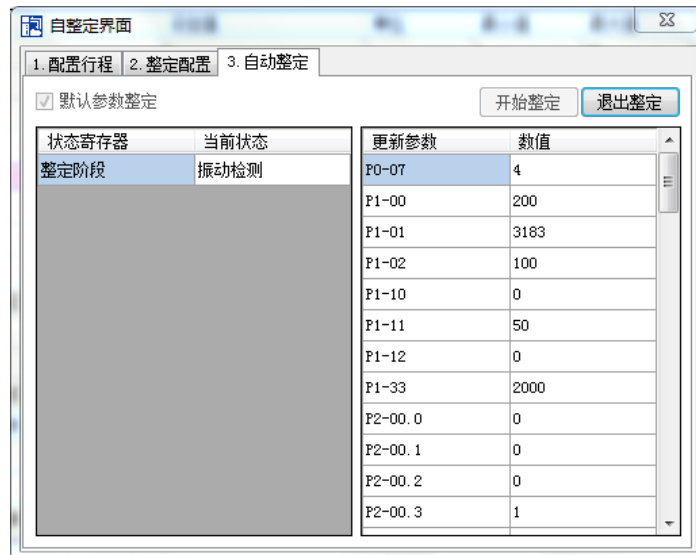 自整定界面
1.配置行程 2.整定配置 3.自动整定
默认参数整定 开始整定 退出整定
状态寄存器 当前状态 更新参数 数值
整定阶段 振动检测 P0-07 4
P1-00 200
P1-01 3183
P1-02 100
P1-10 0
P1-11 50
P1-12 0
P1-33 2000
P2-00.0 0
P2-00.1 0
P2-00.2 0
P2-00.3 1